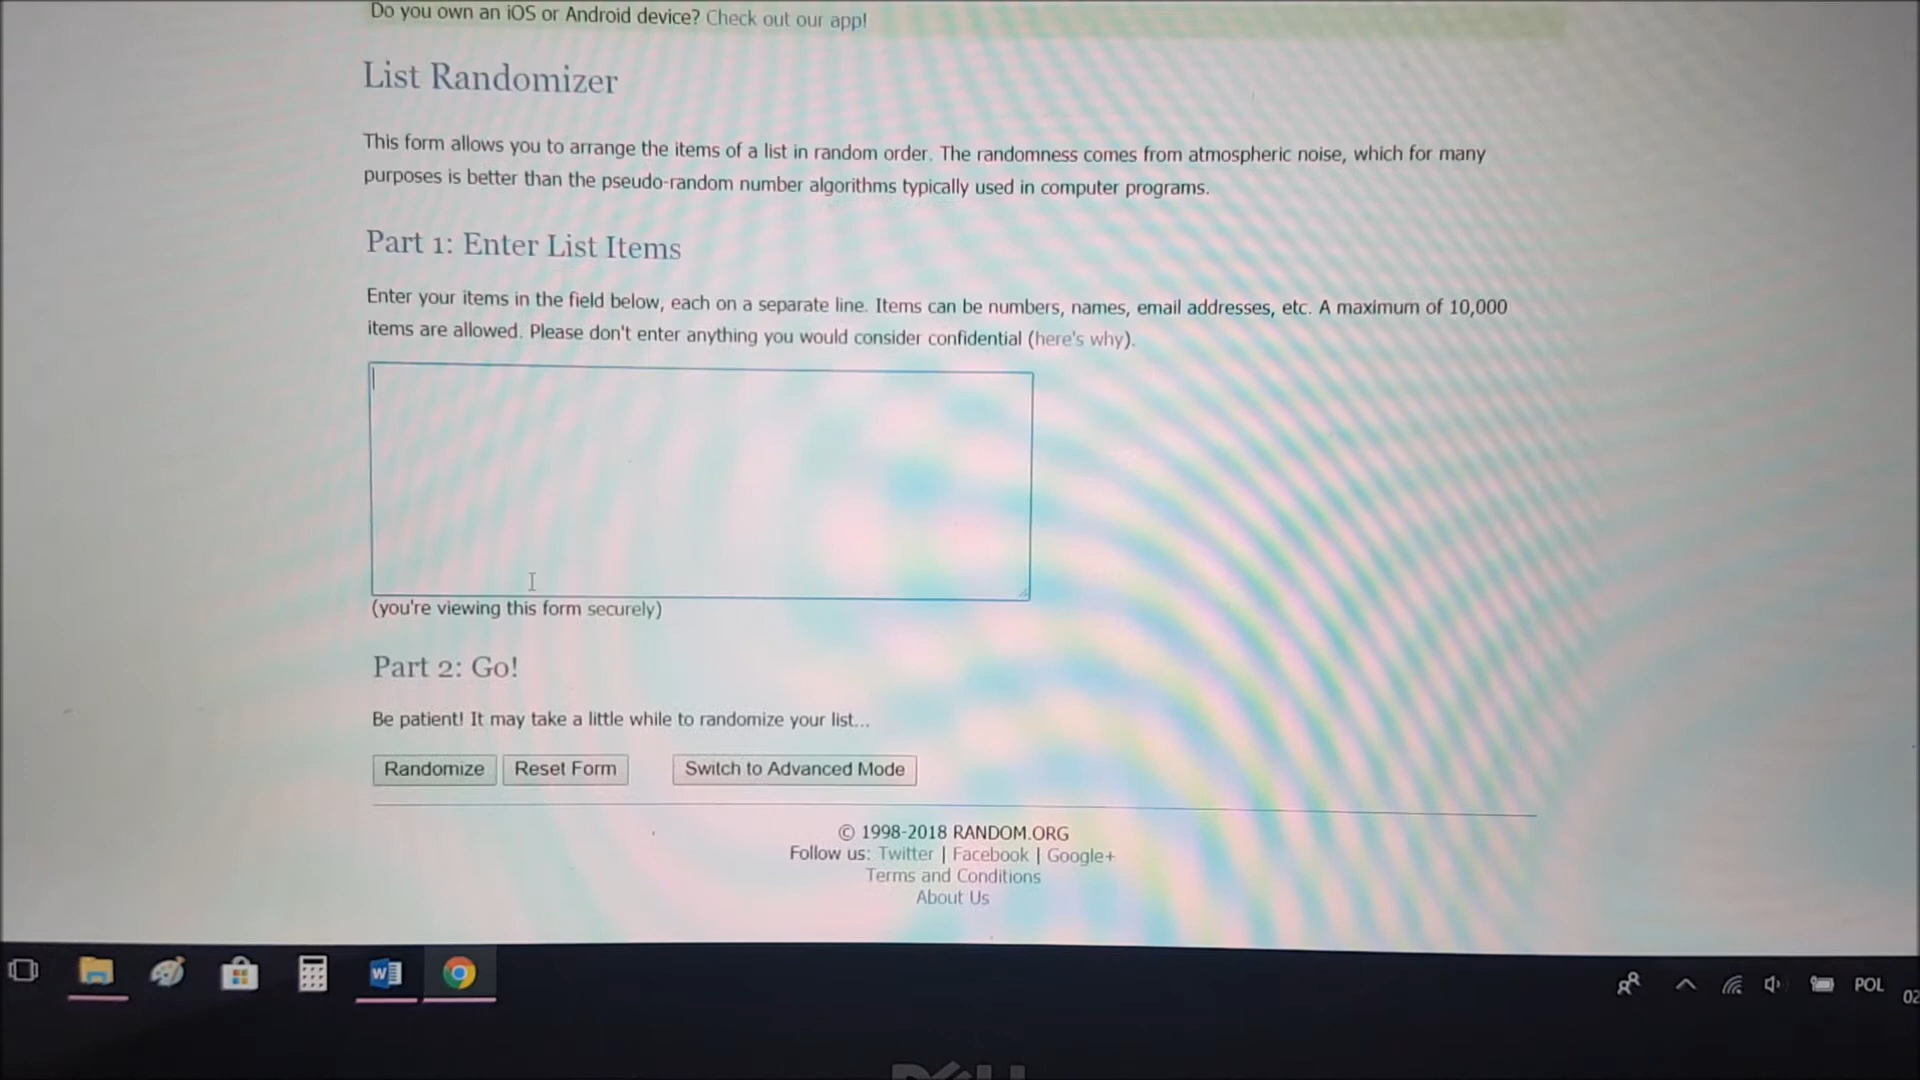 Do you own an iOS or Android device? Check out our app!
List Randomizer
This form allows you to arrange the items of a list in random order. The randomness comes from atmospheric noise, which for many
purposes is better than the pseudo-random number algorithms typically used in computer programs.
Part 1: Enter List Items
Enter your items in the field below, each on a separate line. Items can be numbers, names, email addresses, etc. A maximum of 10,000
items are allowed. Please don't enter anything you would consider confidential (here's why).
(you're viewing this form securely)
Part 2: Go!
Be patient! It may take a little while to randomize your list...
Randomize Reset Form Switch to Advanced Mode
© 1998-2018 RANDOM.ORG
Follow us: Twitter | Facebook | Google+
Terms and Conditions
About Us
W
POL
02
DELL